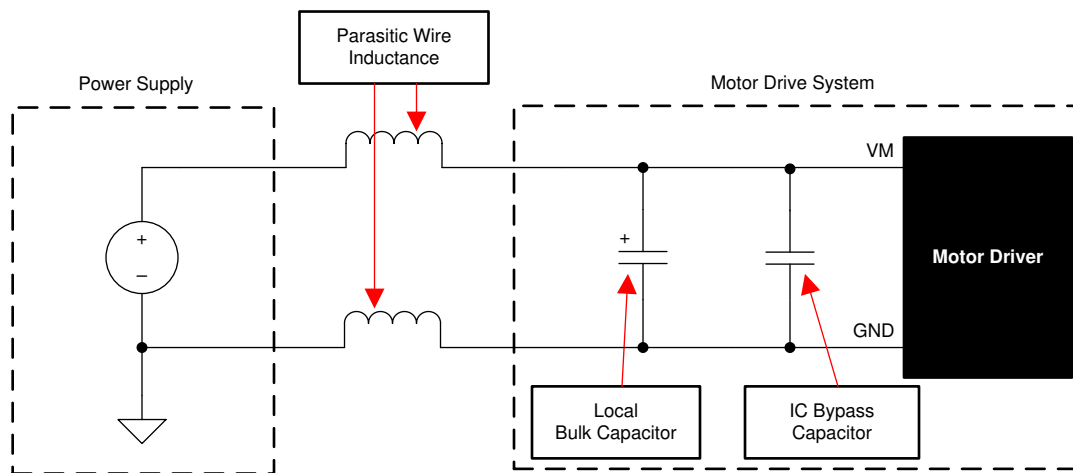 Parasitic Wire
Inductance
Power Supply
Motor Drive System
VM
+
–
+
Motor Driver
GND
Local
Bulk Capacitor
IC Bypass
Capacitor